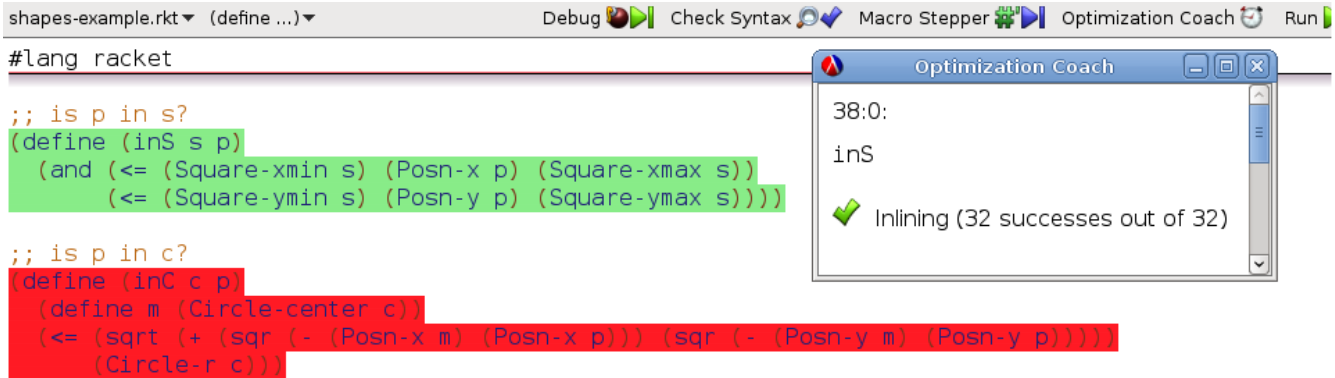 shapes-example.rkt (define ...) Debug Check Syntax Macro Stepper Optimization Coach Run
#lang racket
;; is p in s?
(define (inS s p)
(and (<= (Square-xmin s) (Posn-x p) (Square-xmax s))
(<= (Square-ymin s) (Posn-y p) (Square-ymax s))))
;; is p in c?
(define (inC c p)
(define m (Circle-center c))
(<= (sqrt (+ (sqr (- (Posn-x m) (Posn-x p))) (sqr (- (Posn-y m) (Posn-y p)))))
(Circle-r c)))
Optimization Coach
38:0:
inS
Inlining (32 successes out of 32)